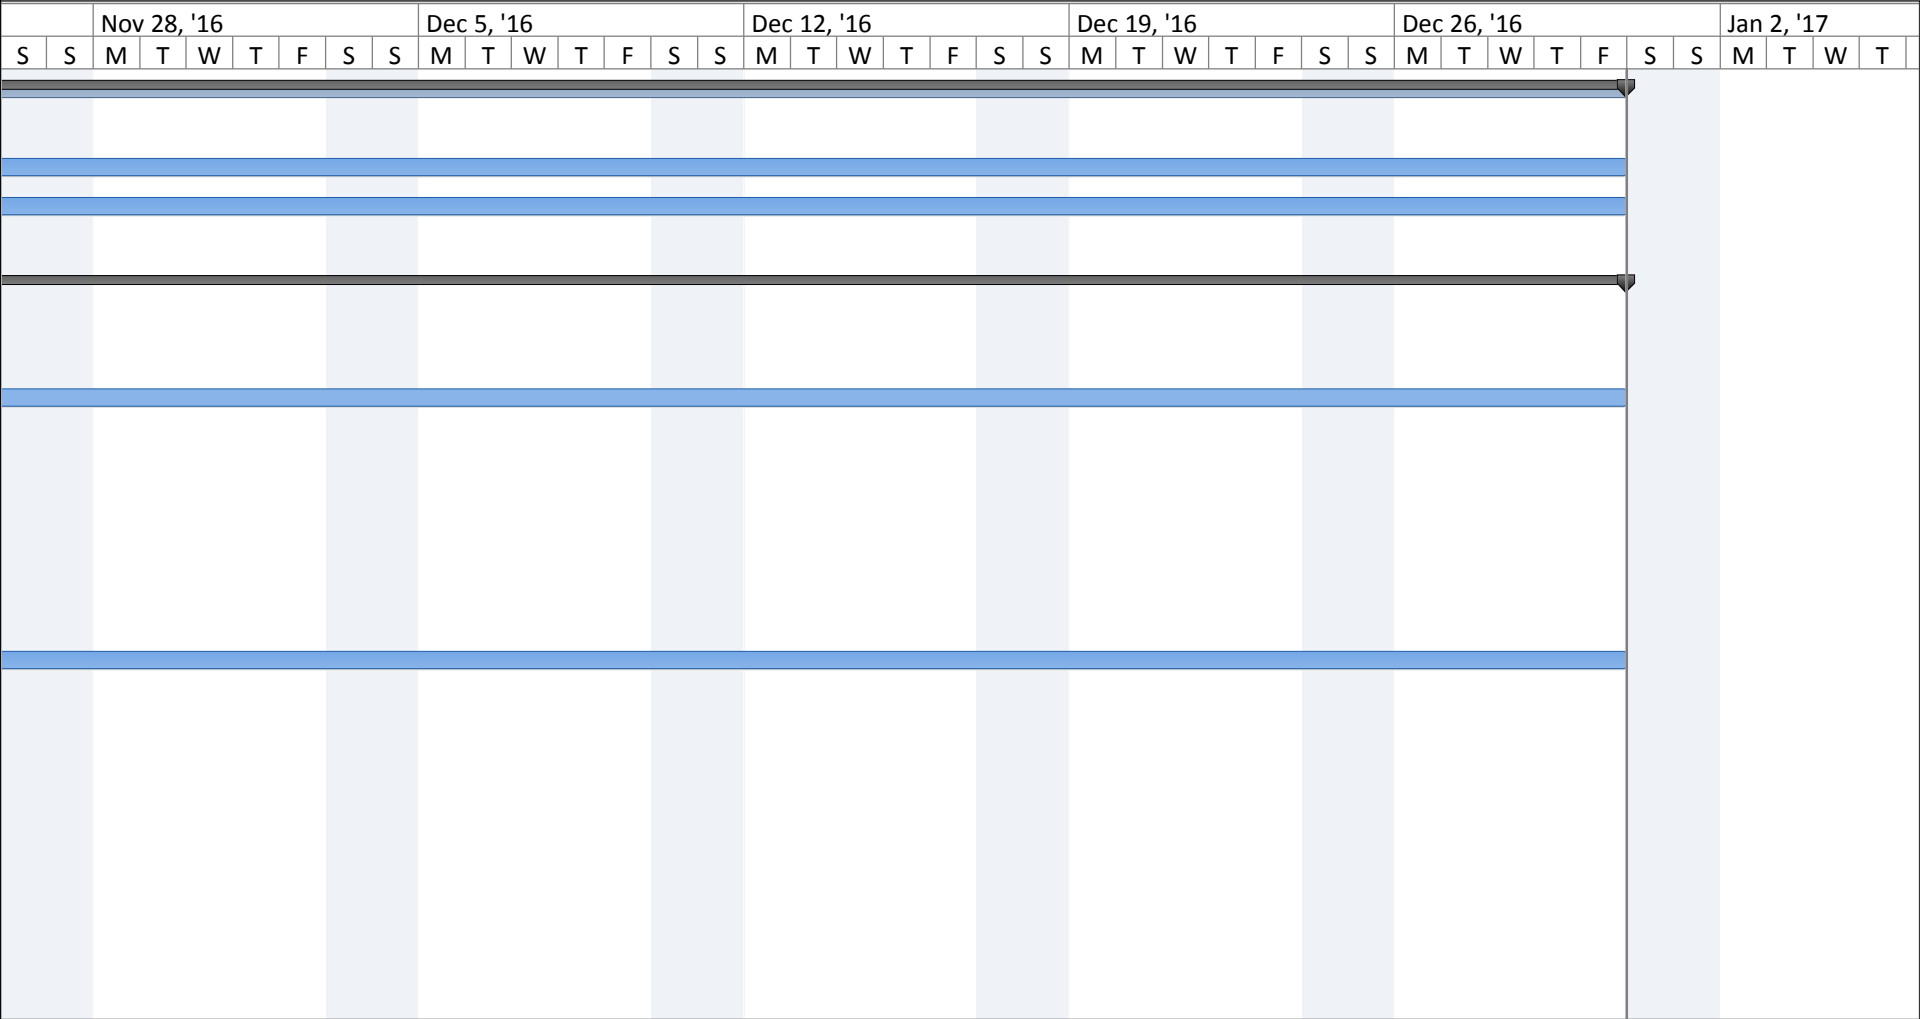 Nov 28, '16 Dec 5, '16 Dec 12, '16 Dec 19, '16 Dec 26, '16 Jan 2, '17
S S M T W T F S S M T W T F S S M T W T F S S M T W T F S S M T W T F S S M T W T